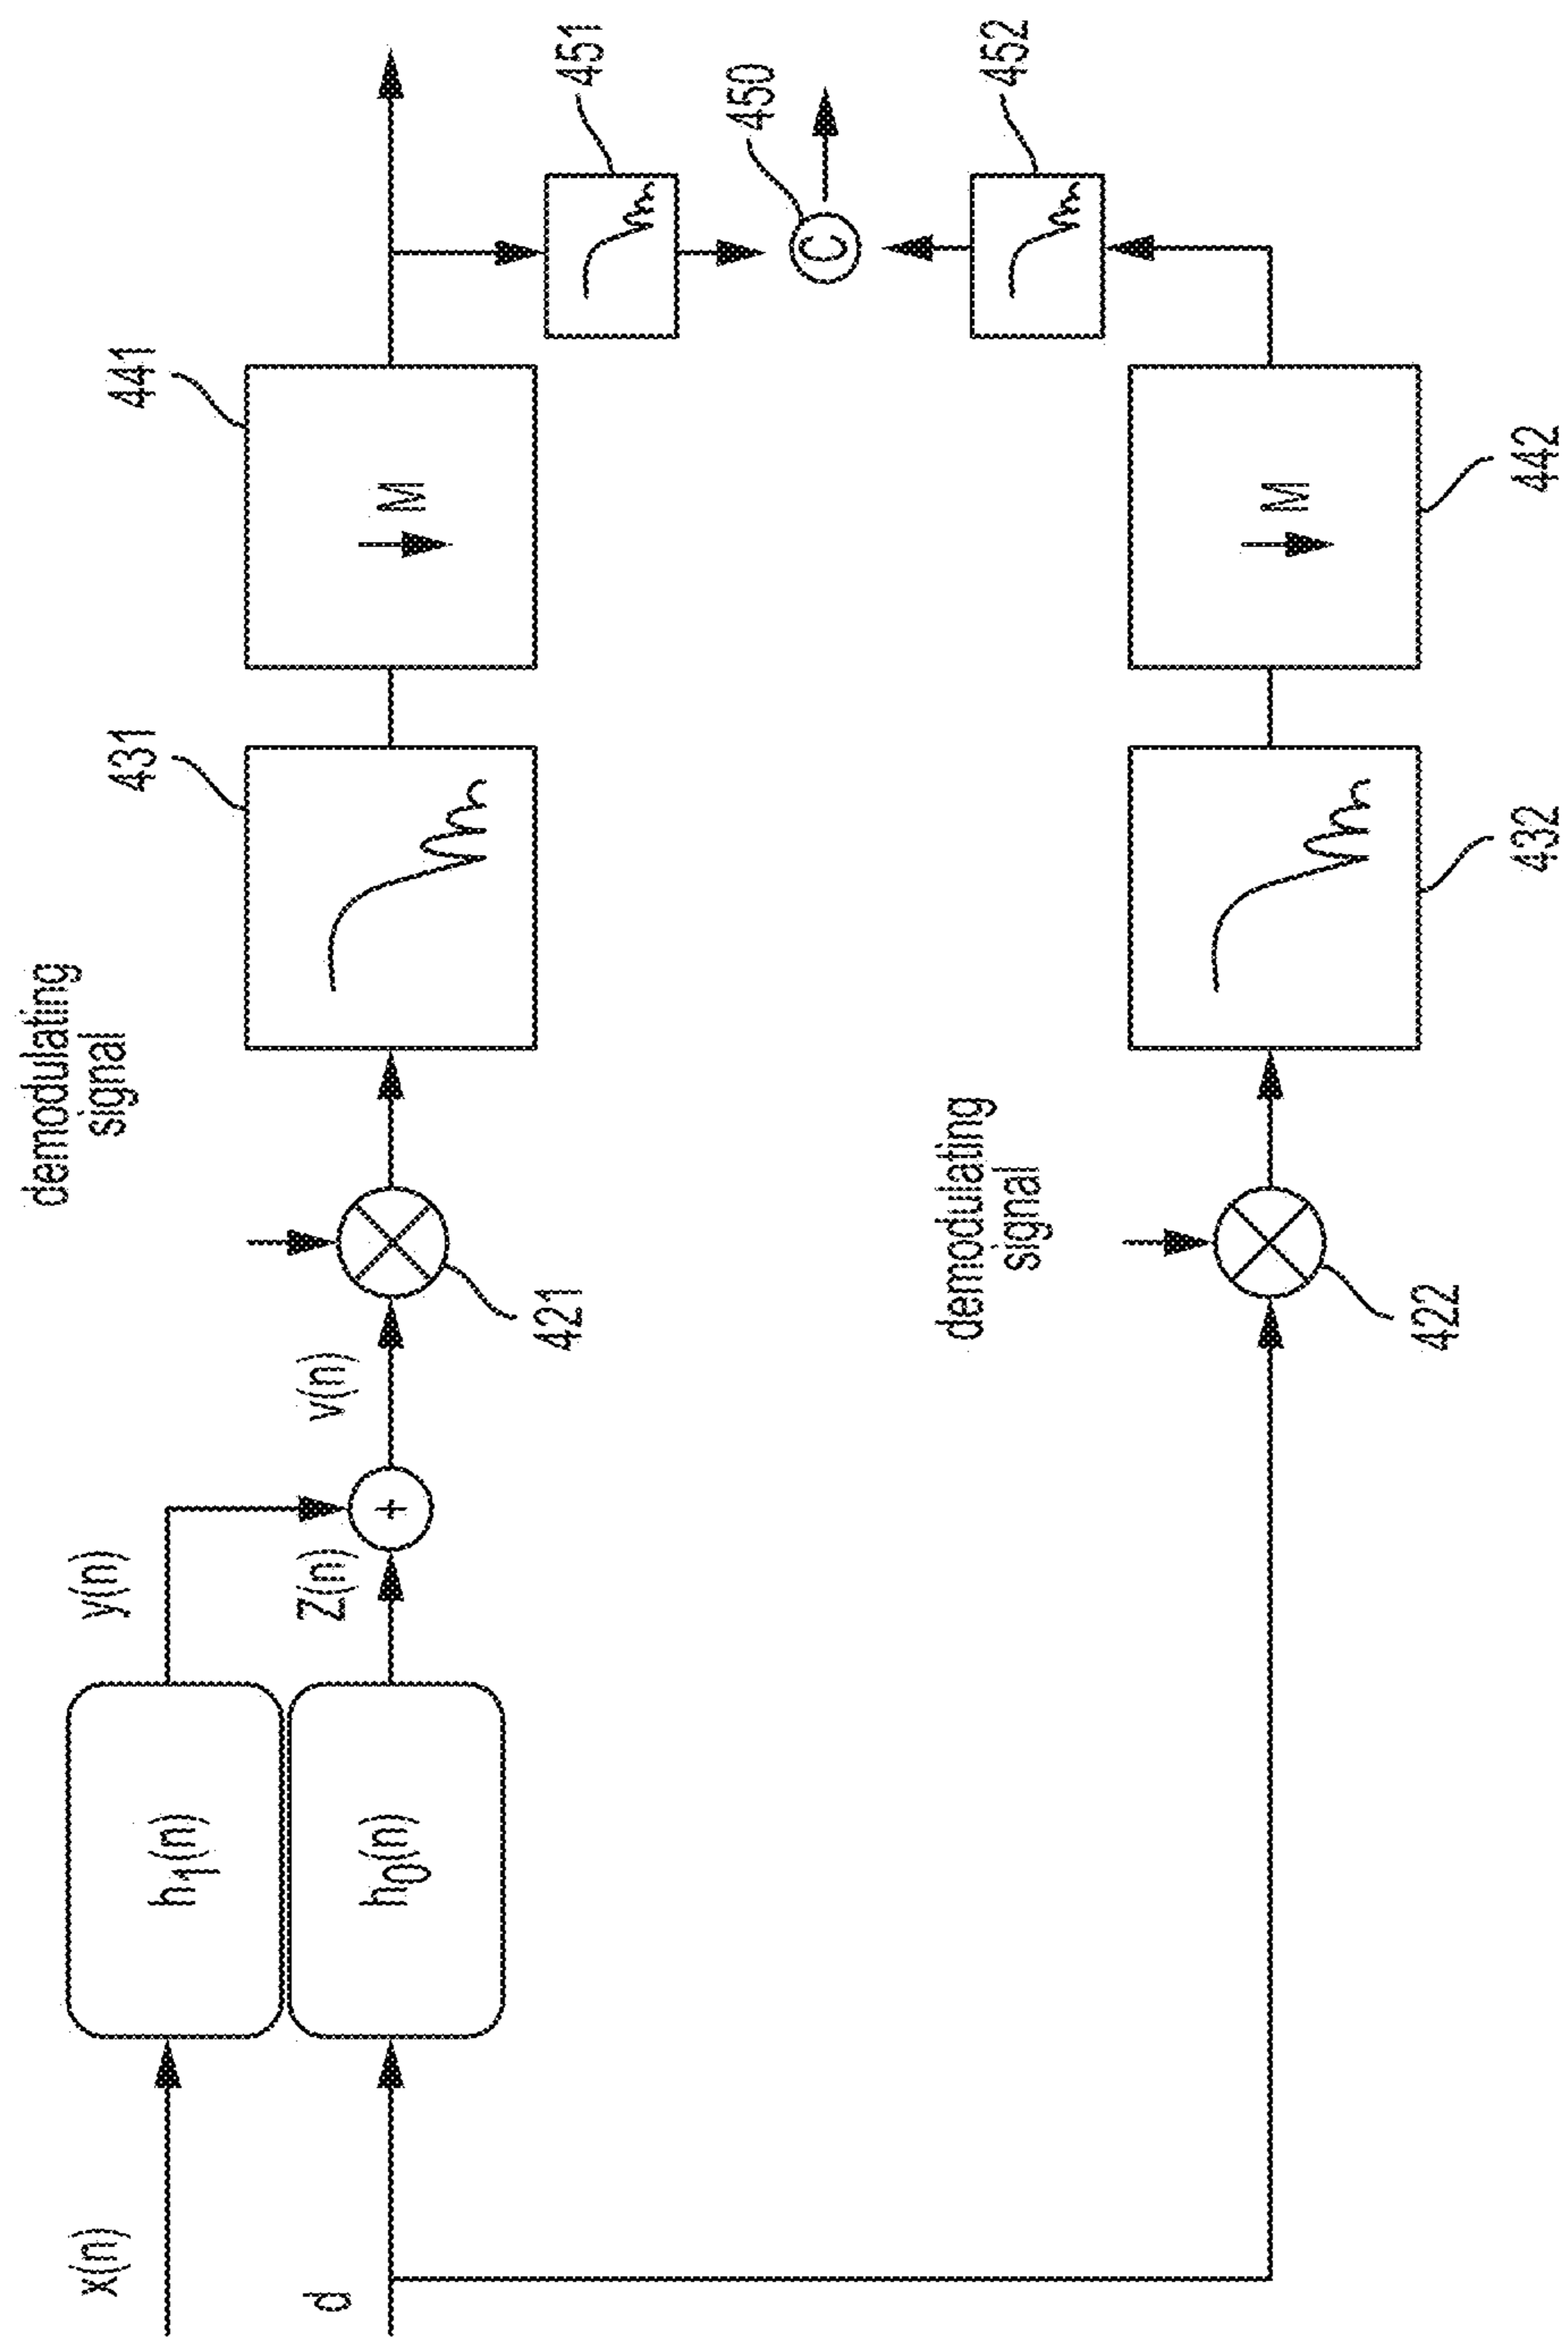 x(n)
d
h1(n)
h0(n)
y(n)
Z(n)
+
v(n)
421
demodulating
signal
431
441
M
451
450
C
452
demodulating
signal
422
432
M
442